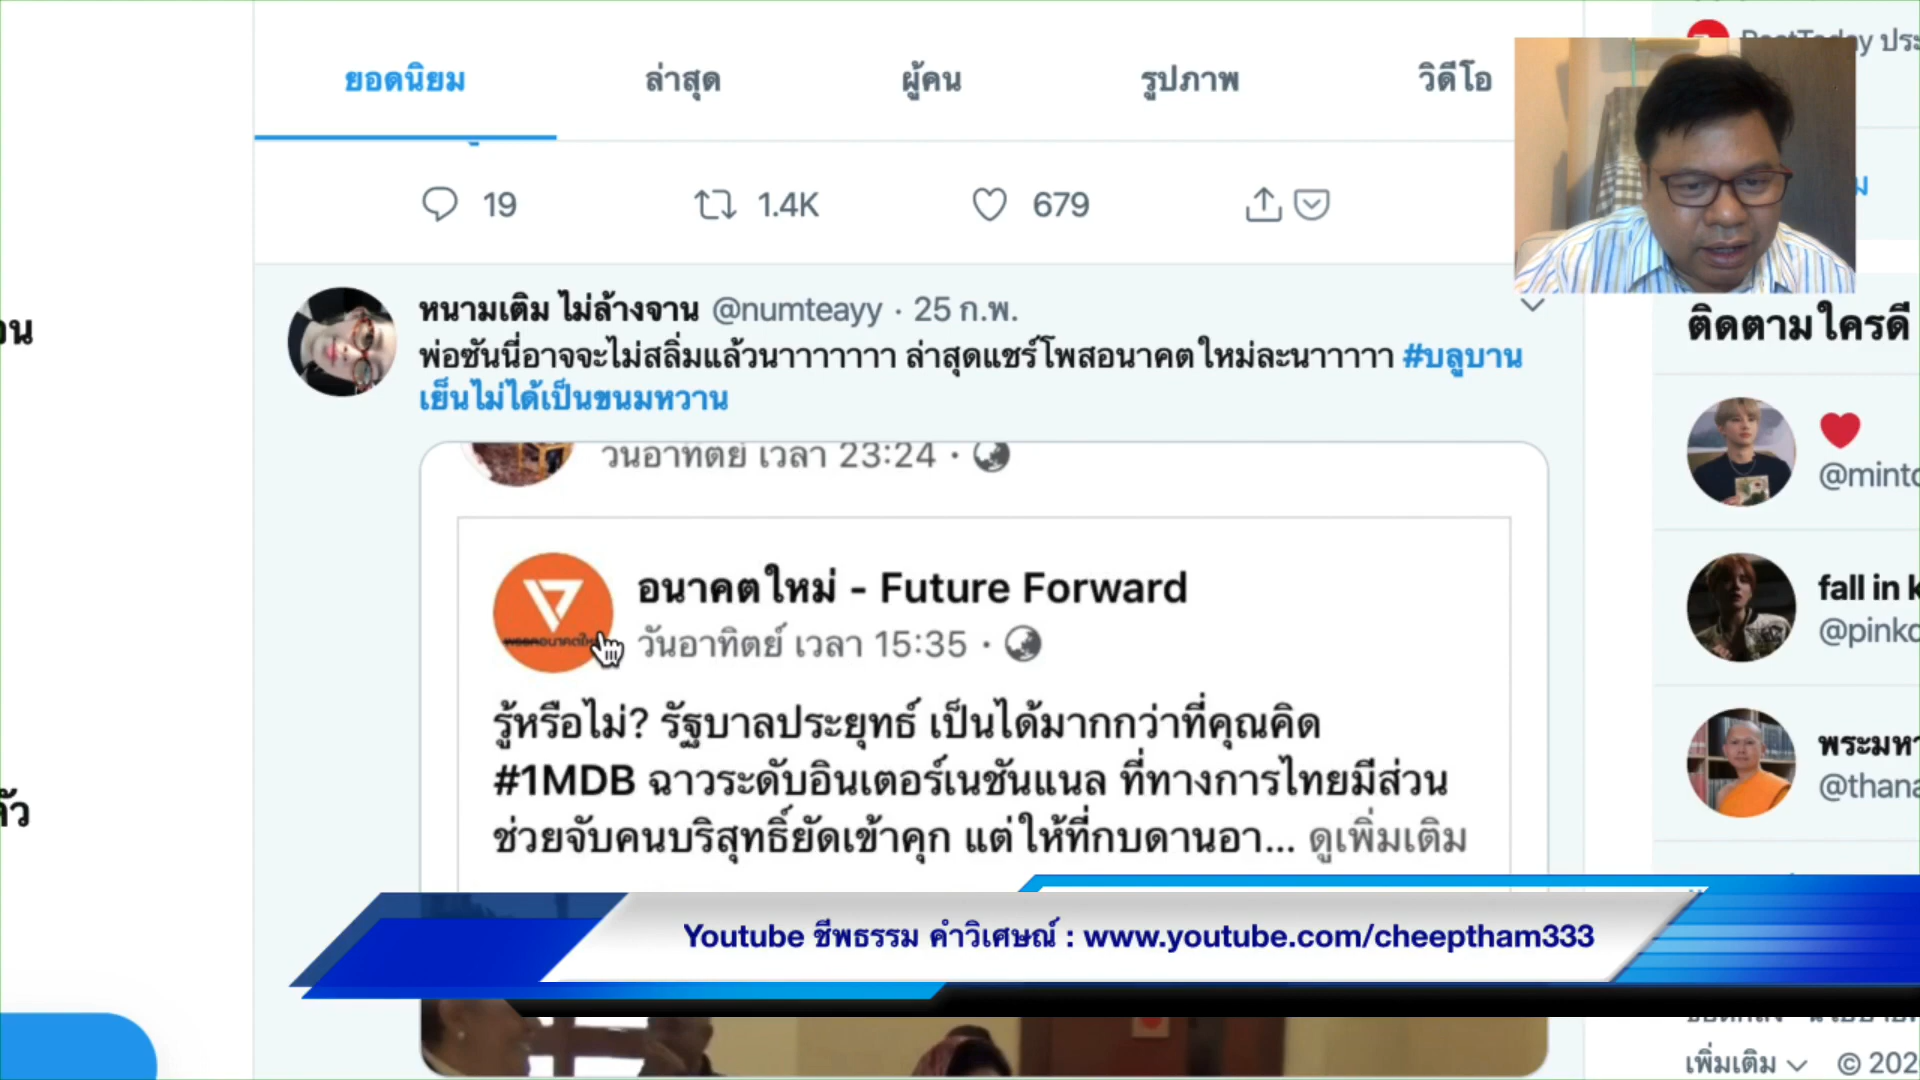 ยอดนิยม ล่าสุด ผู้คน รูปภาพ วิดีโอ
19 1.4K 679
หนามเติม ไม่ล้างจาน @numteayy · 25 ก.พ.
พ่อซันนี่อาจจะไม่สลิ่มแล้วนาาาาาาา ล่าสุดแชร์โพสอนาคตใหม่ละนาาาาา #บลูบาน
เย็นไม่ได้เป็นขนมหวาน
วันอาทิตย์ เวลา 23:24 ·
อนาคตใหม่ - Future Forward
วันอาทิตย์ เวลา 15:35 ·
รู้หรือไม่? รัฐบาลประยุทธ์ เป็นได้มากกว่าที่คุณคิด
#1MDB ฉาวระดับอินเตอร์เนชันแนล ที่ทางการไทยมีส่วน
ช่วยจับคนบริสุทธิ์ยัดเข้าคุก แต่ให้ที่กบดานอา... ดูเพิ่มเติม
Youtube ชีพธรรม คำวิเศษณ์ : www.youtube.com/cheeptham333
ติดตามใครดี
@mint
fall in
@pink
พระมห
@than
เพิ่มเติม © 202